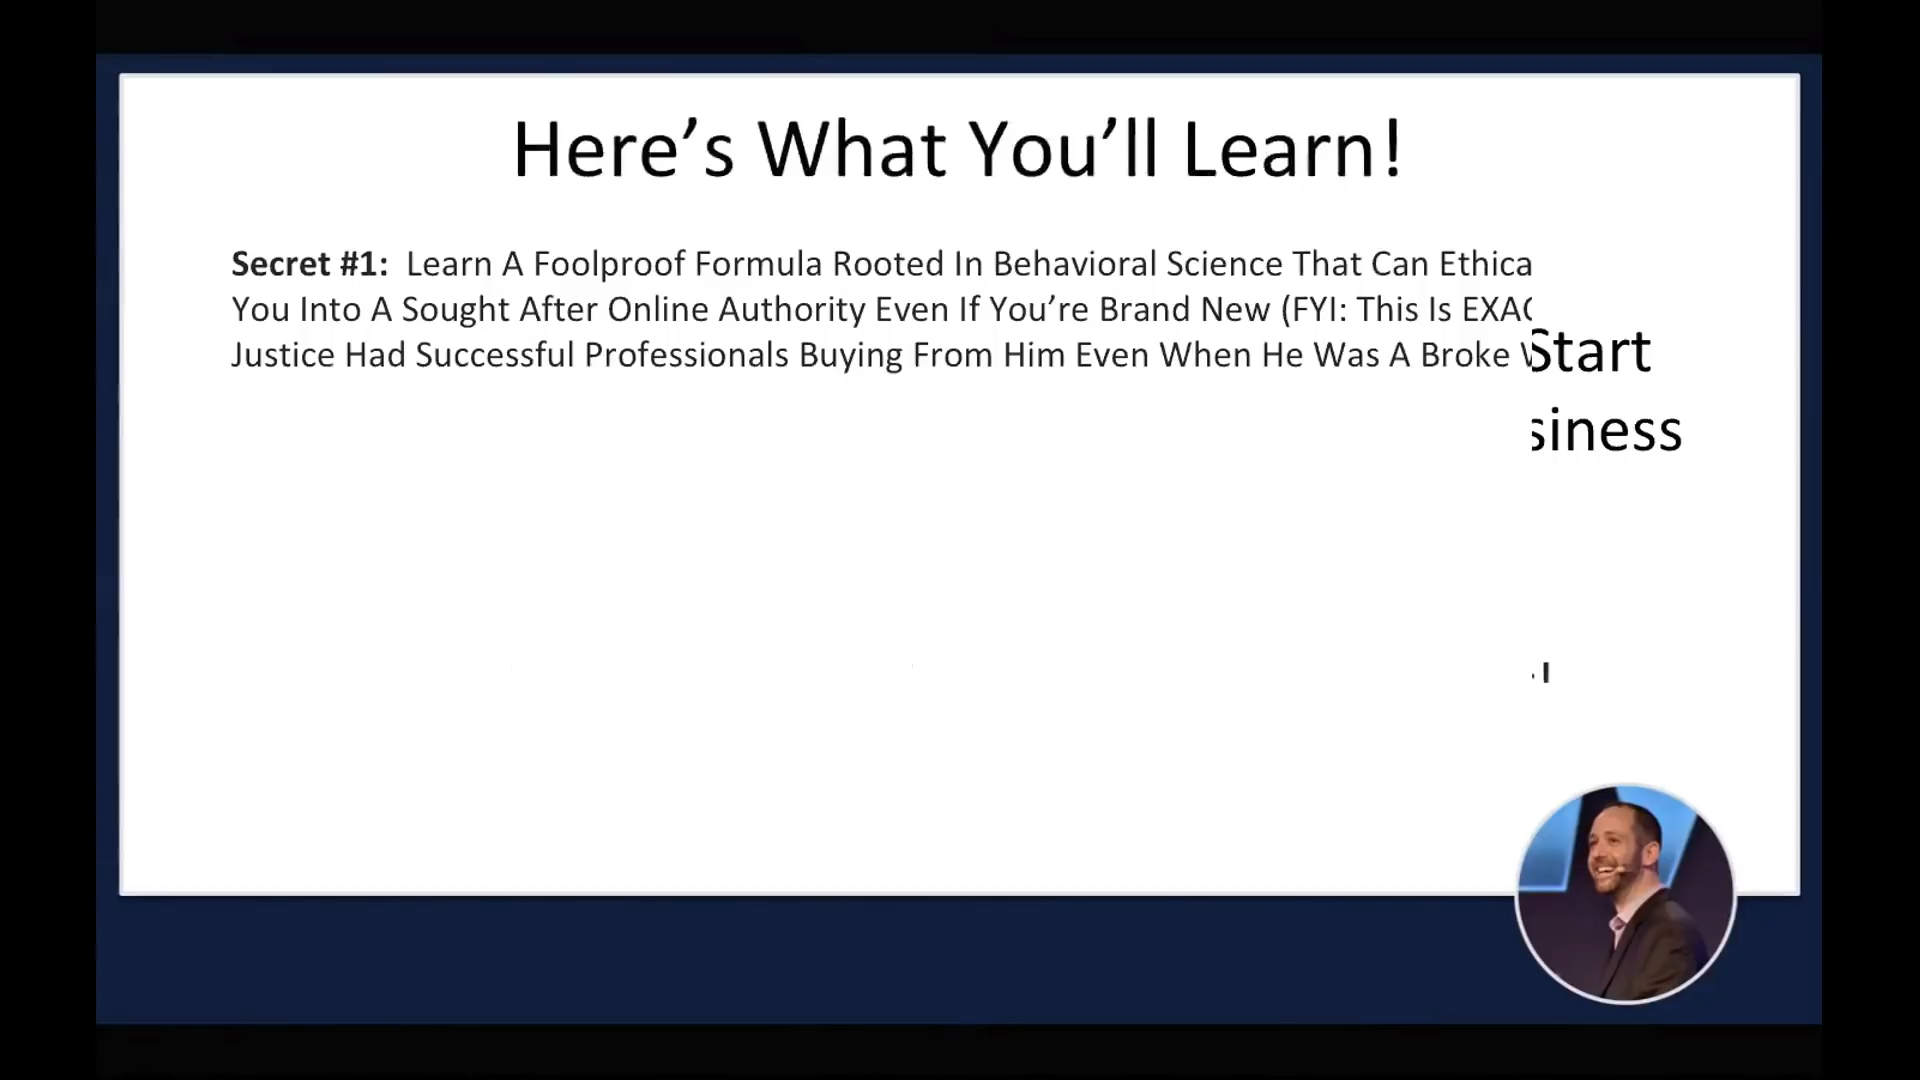 Here’s What You’ll Learn!
Secret #1: Learn A Foolproof Formula Rooted In Behavioral Science That Can
You Into A Sought After Online Authority Even If You’re Brand New (FYI: This Is
Justice Had Successful Professionals Buying From Him Even When He Was A Broke
Start
siness